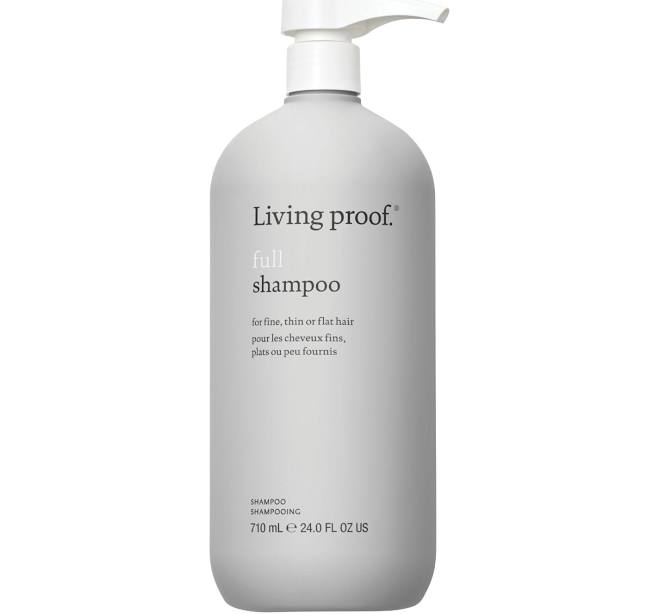 Living proof.®
full
shampoo
for fine, thin or flat hair
pour les cheveux fins,
plats ou peu fournis
SHAMPOO
SHAMPOOING
710 mL ℮ 24.0 FL OZ US